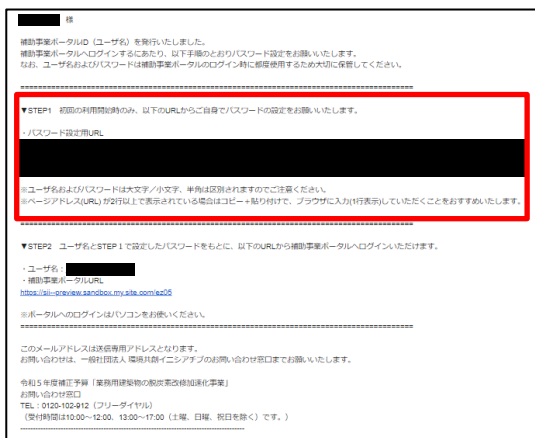 様
補助事業ポータルID（ユーザ名）を発行いたしました。
補助事業ポータルへログインするにあたり、以下手順のとおりパスワード設定をお願いいたします。
なお、ユーザ名およびパスワードは補助事業ポータルのログイン時に都度使用するため大切に保管してください。
================================================================================
▼STEP1　初回の利用開始時のみ、以下のURLからご自身でパスワードの設定をお願いいたします。
・パスワード設定用URL
※ユーザ名およびパスワードは大文字／小文字、半角は区別されますのでご注意ください。
※ページアドレス(URL) が2行以上で表示されている場合はコピー＋貼り付けで、ブラウザに入力(1行表示)していただくことをおすすめいたします。
================================================================================
▼STEP2　ユーザ名とSTEP１で設定したパスワードをもとに、以下のURLから補助事業ポータルへログインいただけます。
・ユーザ名：
・補助事業ポータルURL
https://sii--preview.sandbox.my.site.com/ez05
※ポータルへのログインはパソコンをお使いください。
================================================================================
このメールアドレスは送信専用アドレスとなります。
お問い合わせは、一般社団法人 環境共創イニシアチブのお問い合わせ窓口までお願いいたします。
令和５年度補正予算「業務用建築物の脱炭素改修加速化事業」
お問い合わせ窓口
TEL：0120-102-912（フリーダイヤル）
（受付時間は10:00～12:00、13:00～17:00（土曜、日曜、祝日を除く）です。）
--------------------------------------------------------------------------------